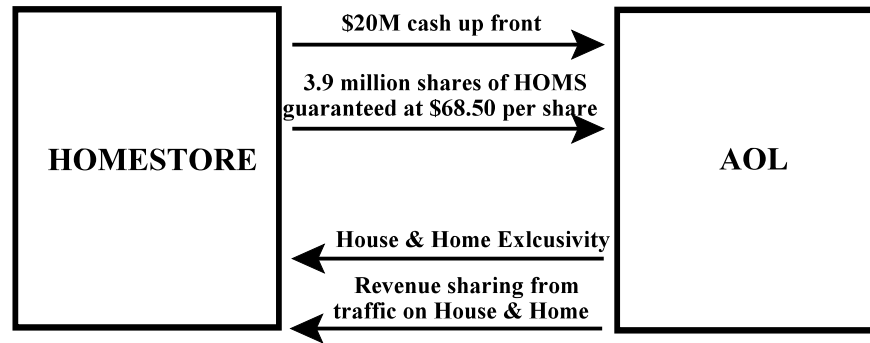 $20M cash up front
3.9 million shares of HOMS
guaranteed at $68.50 per share
HOMESTORE
AOL
House & Home Exlcusivity
Revenue sharing from
traffic on House & Home